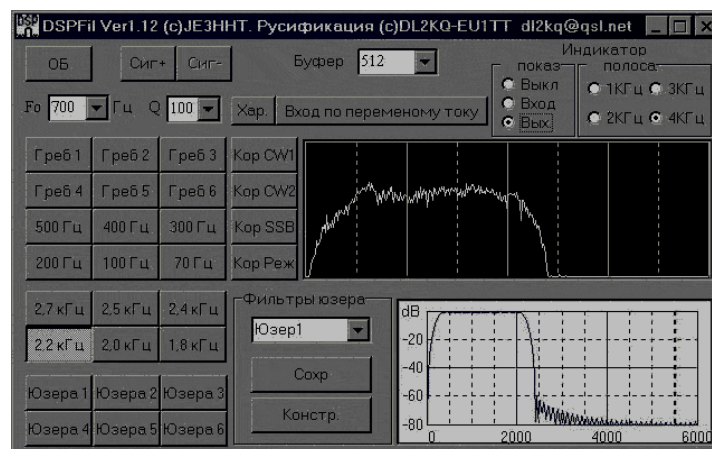 DSPFil Ver1.12 (c)JE3HHT. Русификация (c)DL2KQ-EU1TT dl2kq@qsl.net
ОБ Сиг+ Сиг- Буфер 512
Индикатор
показ полоса
Выкл 1КГц 3КГц
Вход
Вых. 2КГц 4КГц
Fo 700 Гц Q 100 Хар. Вход по переменому току
Греб 1 Греб 2 Греб 3 Кор CW1
Греб 4 Греб 5 Греб 6 Кор CW2
500 Гц 400 Гц 300 Гц Кор SSB
200 Гц 100 Гц 70 Гц Кор Реж
2,7 кГц 2,5 кГц 2,4 кГц
2.2 кГц 2,0 кГц 1,8 кГц
Юзера 1 Юзера 2 Юзера 3
Юзера 4 Юзера 5 Юзера 6
Фильтры юзера
Юзер1
Сохр
Констр.
dB
-20
-40
-60
-80
0 2000 4000 6000